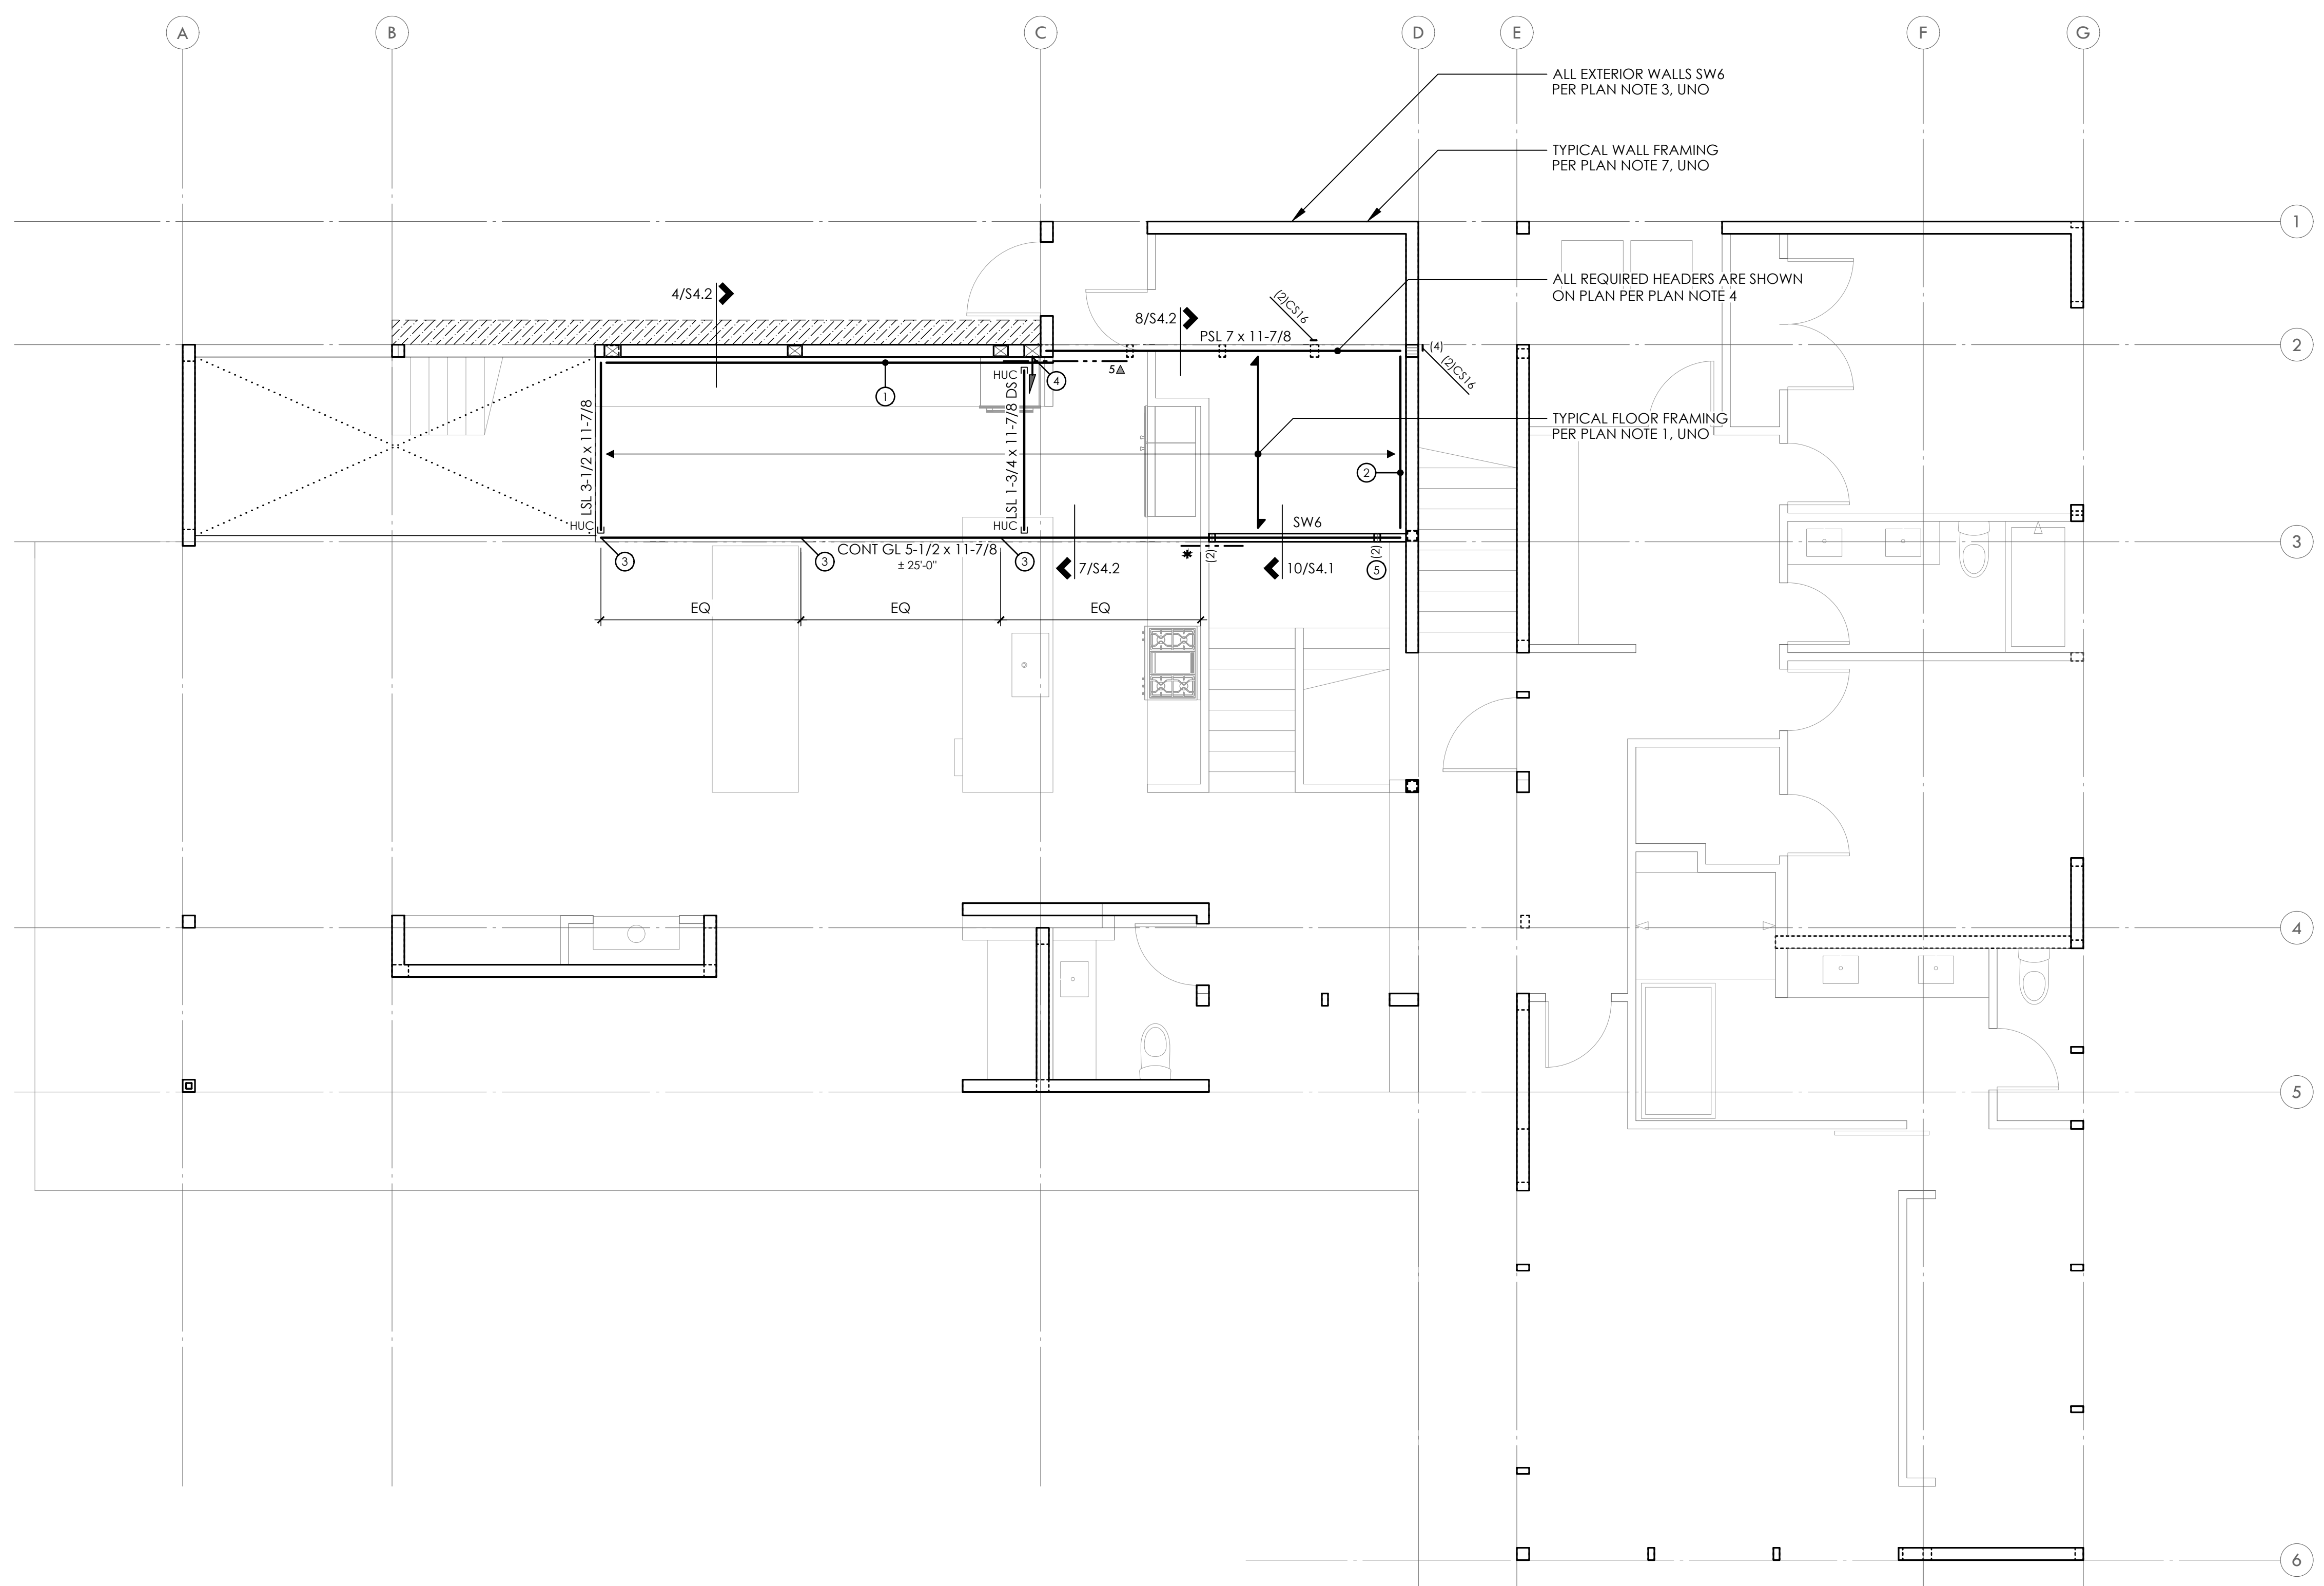 A
B
C
D
E
F
G
ALL EXTERIOR WALLS SW6
PER PLAN NOTE 3, UNO
TYPICAL WALL FRAMING
PER PLAN NOTE 7, UNO
1
ALL REQUIRED HEADERS ARE SHOWN
ON PLAN PER PLAN NOTE 4
4/S4.2
8/S4.2
(2)CS16
PSL 7 x 11-7/8
2
(4)
(2)CS16
5
HUC
4
1
LSL 3-1/2 x 11-7/8
LSL 1-3/4 x 11-7/8 DS
TYPICAL FLOOR FRAMING
PER PLAN NOTE 1, UNO
2
HUC
HUC
SW6
3
CONT GL 5-1/2 x 11-7/8
± 25'-0"
3
3
3
*
(2)
(2)
7/S4.2
10/S4.1
5
EQ
EQ
EQ
4
5
6